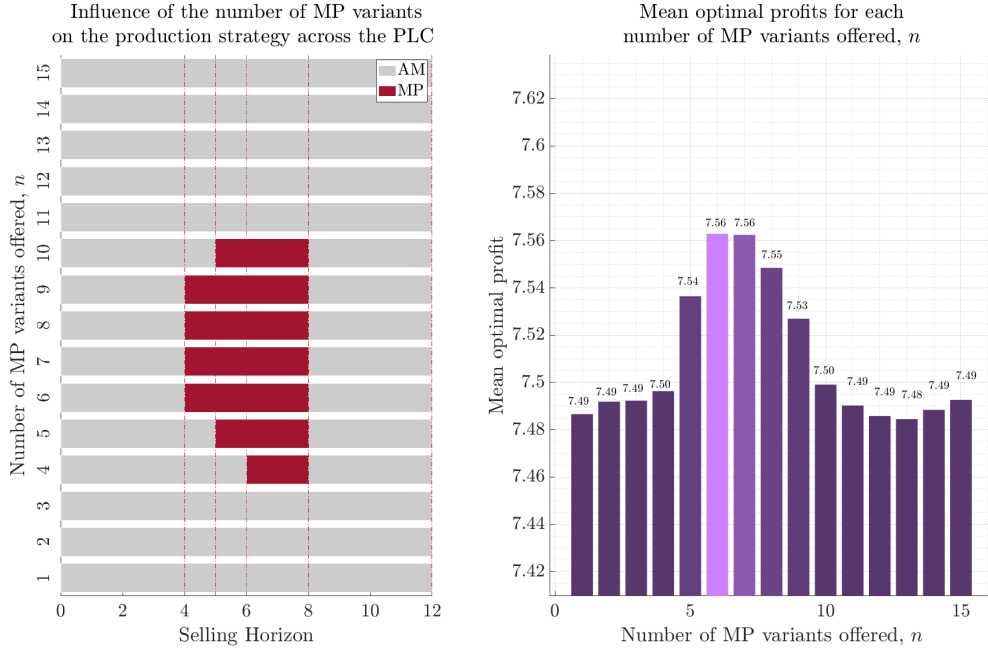 Influence of the number of MP variants
on the production strategy across the PLC
AM
MP
Number of MP variants offered, n
15
14
13
12
11
10
9
8
7
6
5
4
3
2
1
0 2 4 6 8 10 12
Selling Horizon
Mean optimal profits for each
number of MP variants offered, n
Mean optimal profit
7.62
7.6
7.58
7.56
7.54
7.52
7.5
7.48
7.46
7.44
7.42
7.49 7.49 7.49 7.50 7.54 7.56 7.56 7.55 7.53 7.50 7.49 7.49 7.48 7.49 7.49
0 5 10 15
Number of MP variants offered, n